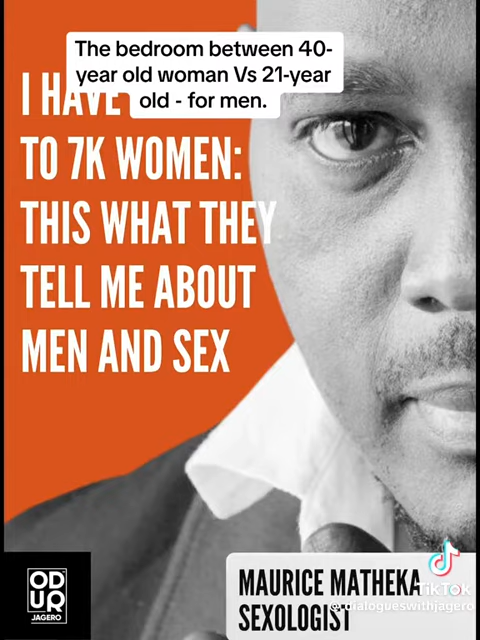 The bedroom between 40-
year old woman Vs 21-year
old - for men.
I HAVE
TO 7K WOMEN:
THIS WHAT THEY
TELL ME ABOUT
MEN AND SEX
OD
UR
JAGERO
MAURICE MATHEKA
SEXOLOGIST
TikTok
@dialogueswithjagero